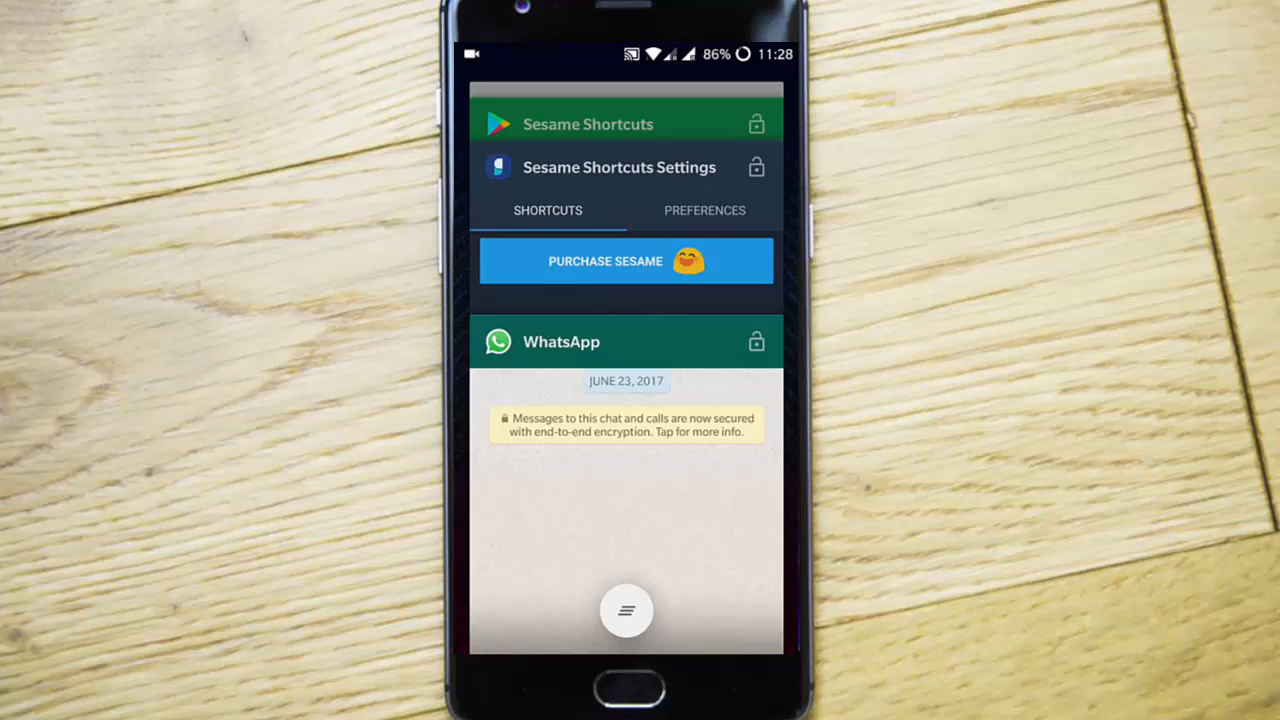 86% 11:28
Sesame Shortcuts
Sesame Shortcuts Settings
SHORTCUTS PREFERENCES
PURCHASE SESAME
WhatsApp
JUNE 23, 2017
Messages to this chat and calls are now secured
with end-to-end encryption. Tap for more info.